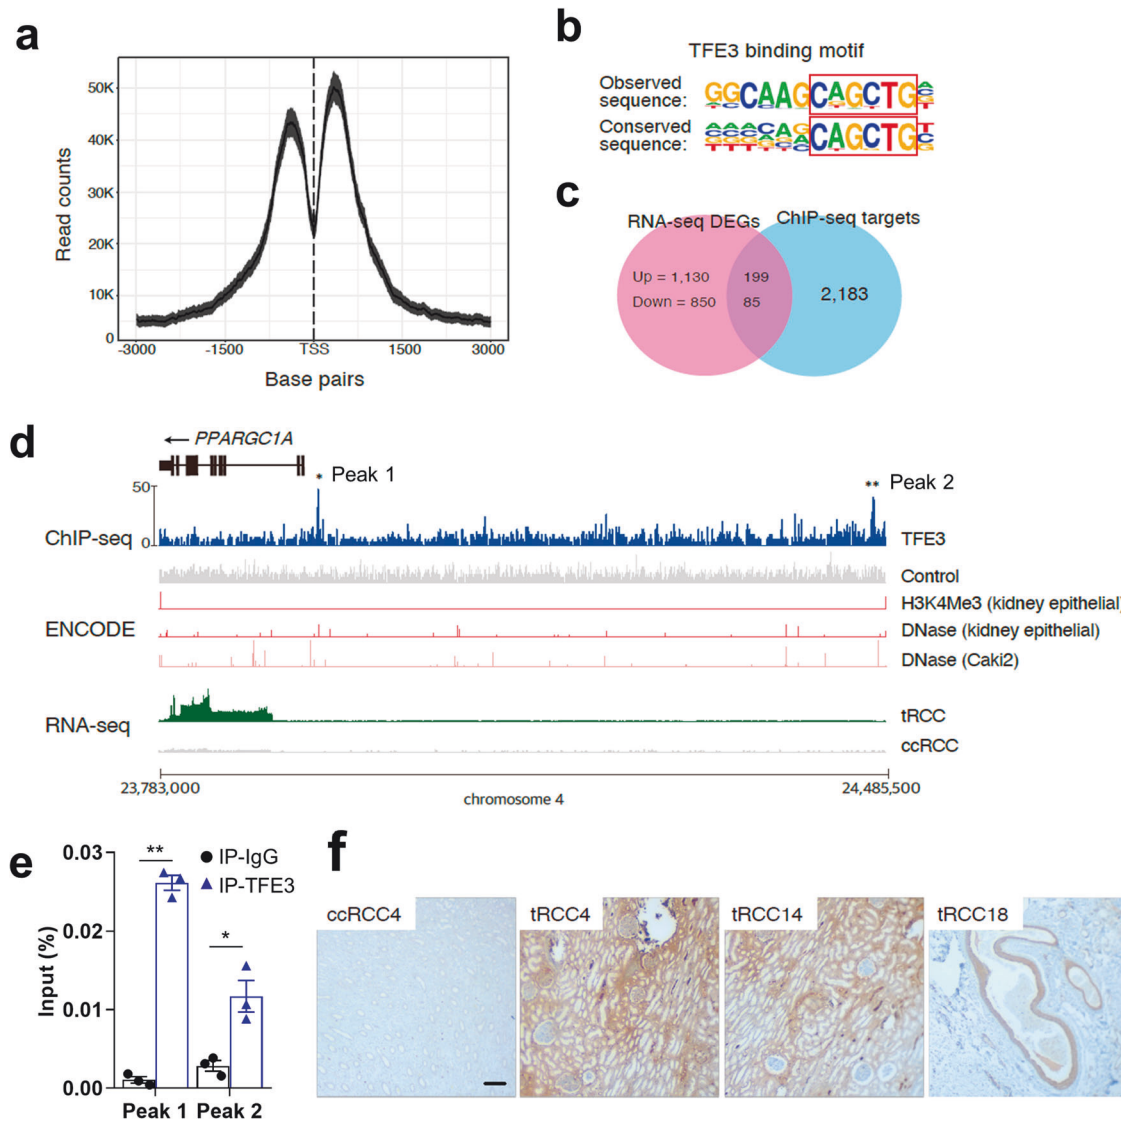 a
50K
40K
30K
20K
10K
0
Read counts
-3000
-1500
TSS
1500
3000
Base pairs
b
TFE3 binding motif
Observed
sequence:
GGCAAGCAGCTG
Conserved
sequence:
CAGCTG
c
RNA-seq DEGs
ChIP-seq targets
Up = 1,130
199
2,183
Down = 850
85
d
← PPARGC1A
* Peak 1
** Peak 2
50
0
ChIP-seq
TFE3
Control
H3K4Me3 (kidney epithelial)
ENCODE
DNase (kidney epithelial)
DNase (Caki2)
RNA-seq
tRCC
ccRCC
23,783,000
chromosome 4
24,485,500
e
0.03
0.02
0.01
0.00
Input (%)
**
*
IP-IgG
IP-TFE3
Peak 1
Peak 2
f
ccRCC4
tRCC4
tRCC14
tRCC18